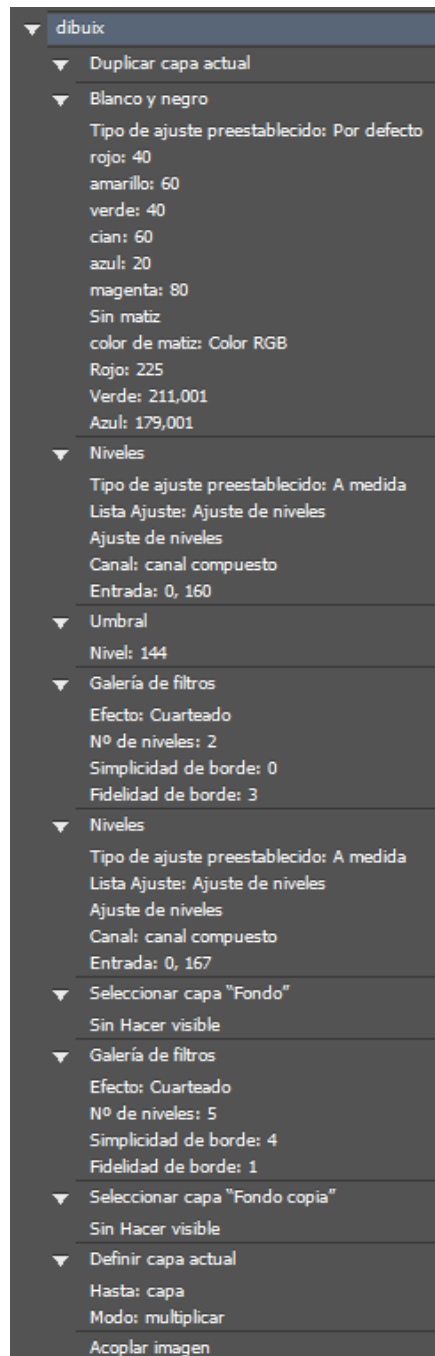 dibuix
Duplicar capa actual
Blanco y negro
Tipo de ajuste preestablecido: Por defecto
rojo: 40
amarillo: 60
verde: 40
cian: 60
azul: 20
magenta: 80
Sin matiz
color de matiz: Color RGB
Rojo: 225
Verde: 211,001
Azul: 179,001
Niveles
Tipo de ajuste preestablecido: A medida
Lista Ajuste: Ajuste de niveles
Ajuste de niveles
Canal: canal compuesto
Entrada: 0, 160
Umbral
Nivel: 144
Galería de filtros
Efecto: Cuarteado
Nº de niveles: 2
Simplicidad de borde: 0
Fidelidad de borde: 3
Niveles
Tipo de ajuste preestablecido: A medida
Lista Ajuste: Ajuste de niveles
Ajuste de niveles
Canal: canal compuesto
Entrada: 0, 167
Seleccionar capa "Fondo"
Sin Hacer visible
Galería de filtros
Efecto: Cuarteado
Nº de niveles: 5
Simplicidad de borde: 4
Fidelidad de borde: 1
Seleccionar capa "Fondo copia"
Sin Hacer visible
Definir capa actual
Hasta: capa
Modo: multiplicar
Acoplar imagen